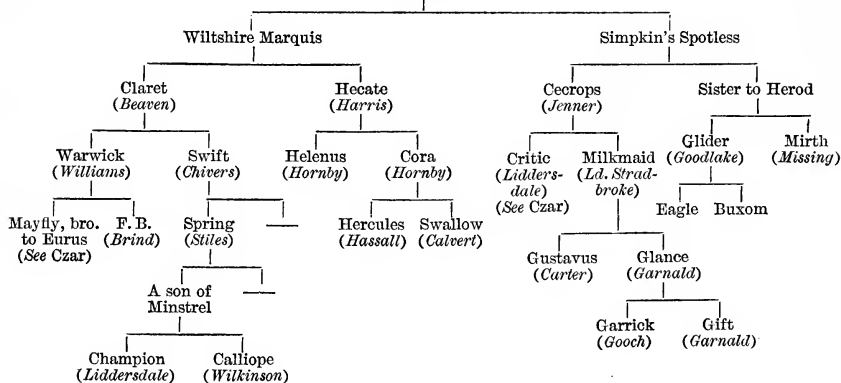 Wiltshire Marquis Simpkin's Spotless
Claret Hecate Cecrops Sister to Herod
(Beaven) (Harris) (Jenner)
Warwick Swift Helenus Cora Critic Milkmaid Glider Mirth
(Williams) (Chivers) (Hornby) (Hornby) (Lidders- (Ld. Strad- (Goodlake) (Missing)
dale) broke)
(See Czar)
Mayfly, bro. F. B. Spring Hercules Swallow Eagle Buxom
to Eurus (Brind) (Stiles) (Hassall) (Calvert)
(See Czar)
Gustavus Glance
(Carter) (Garnald)
A son of
Minstrel
Garrick Gift
(Gooch) (Garnald)
Champion Calliope
(Liddersdale) (Wilkinson)